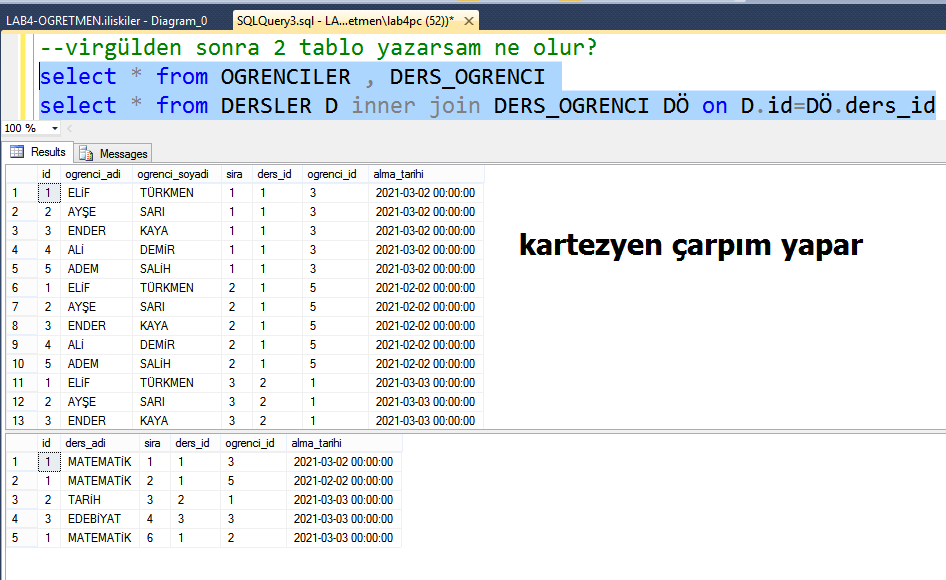 LAB4-OGRETMEN.iliskiler - Diagram_0 SQLQuery3.sql - LA...etmen\lab4pc (52))*
--virgülden sonra 2 tablo yazarsam ne olur?
select * from OGRENCILER , DERS_OGRENCI
select * from DERSLER D inner join DERS_OGRENCI DÖ on D.id=DÖ.ders_id
100 %
Results Messages
id ogrenci_adi ogrenci_soyadi sira ders_id ogrenci_id alma_tarihi
1 1 ELİF TÜRKMEN 1 1 3 2021-03-02 00:00:00
2 2 AYŞE SARI 1 1 3 2021-03-02 00:00:00
3 3 ENDER KAYA 1 1 3 2021-03-02 00:00:00
4 4 ALİ DEMİR 1 1 3 2021-03-02 00:00:00
5 5 ADEM SALİH 1 1 3 2021-03-02 00:00:00
6 1 ELİF TÜRKMEN 2 1 5 2021-02-02 00:00:00
7 2 AYŞE SARI 2 1 5 2021-02-02 00:00:00
8 3 ENDER KAYA 2 1 5 2021-02-02 00:00:00
9 4 ALİ DEMİR 2 1 5 2021-02-02 00:00:00
10 5 ADEM SALİH 2 1 5 2021-02-02 00:00:00
11 1 ELİF TÜRKMEN 3 2 1 2021-03-03 00:00:00
12 2 AYŞE SARI 3 2 1 2021-03-03 00:00:00
13 3 ENDER KAYA 3 2 1 2021-03-03 00:00:00
kartezyen çarpım yapar
id ders_adi sira ders_id ogrenci_id alma_tarihi
1 1 MATEMATİK 1 1 3 2021-03-02 00:00:00
2 1 MATEMATİK 2 1 5 2021-02-02 00:00:00
3 2 TARİH 3 2 1 2021-03-03 00:00:00
4 3 EDEBİYAT 4 3 3 2021-03-03 00:00:00
5 1 MATEMATİK 6 1 2 2021-03-03 00:00:00